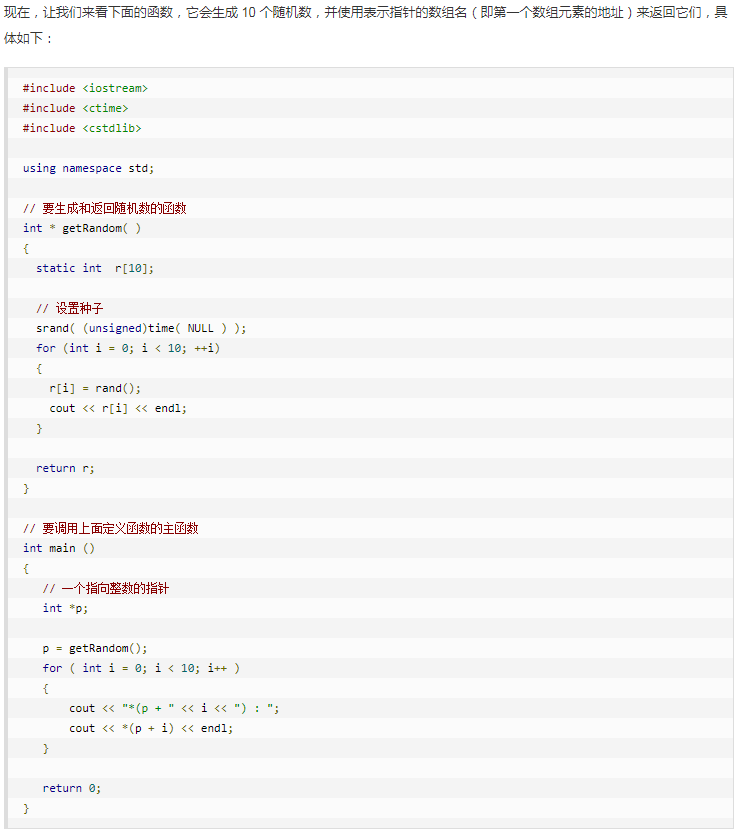 现在，让我们来看下面的函数，它会生成 10 个随机数，并使用表示指针的数组名（即第一个数组元素的地址）来返回它们，具
体如下：
#include <iostream>
#include <ctime>
#include <cstdlib>
using namespace std;
// 要生成和返回随机数的函数
int * getRandom( )
{
  static int  r[10];
  // 设置种子
  srand( (unsigned)time( NULL ) );
  for (int i = 0; i < 10; ++i)
  {
    r[i] = rand();
    cout << r[i] << endl;
  }
  return r;
}
// 要调用上面定义函数的主函数
int main ()
{
   // 一个指向整数的指针
   int *p;
   p = getRandom();
   for ( int i = 0; i < 10; i++ )
   {
       cout << "*(p + " << i << ") : ";
       cout << *(p + i) << endl;
   }
   return 0;
}